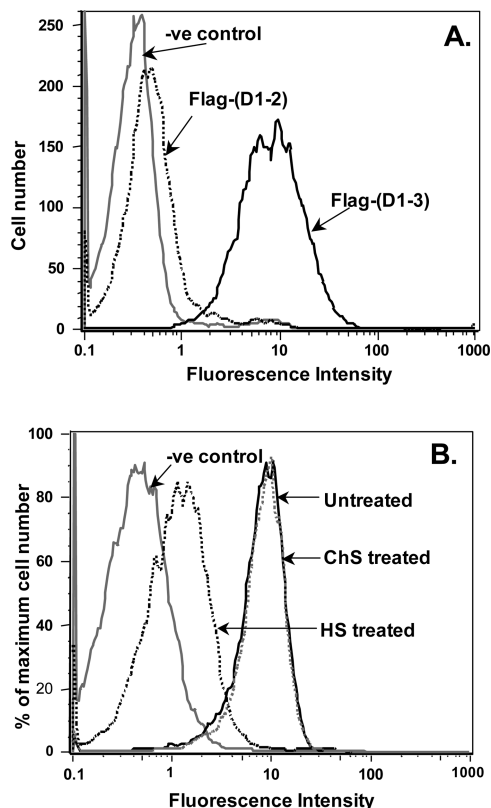 A.
250
200
150
100
50
0
Cell number
-ve control
Flag-(D1-2)
Flag-(D1-3)
0.1 1 10 100 1000
Fluorescence Intensity
B.
100
80
60
40
20
0
% of maximum cell number
-ve control
Untreated
ChS treated
HS treated
0.1 1 10 100 1000
Fluorescence Intensity